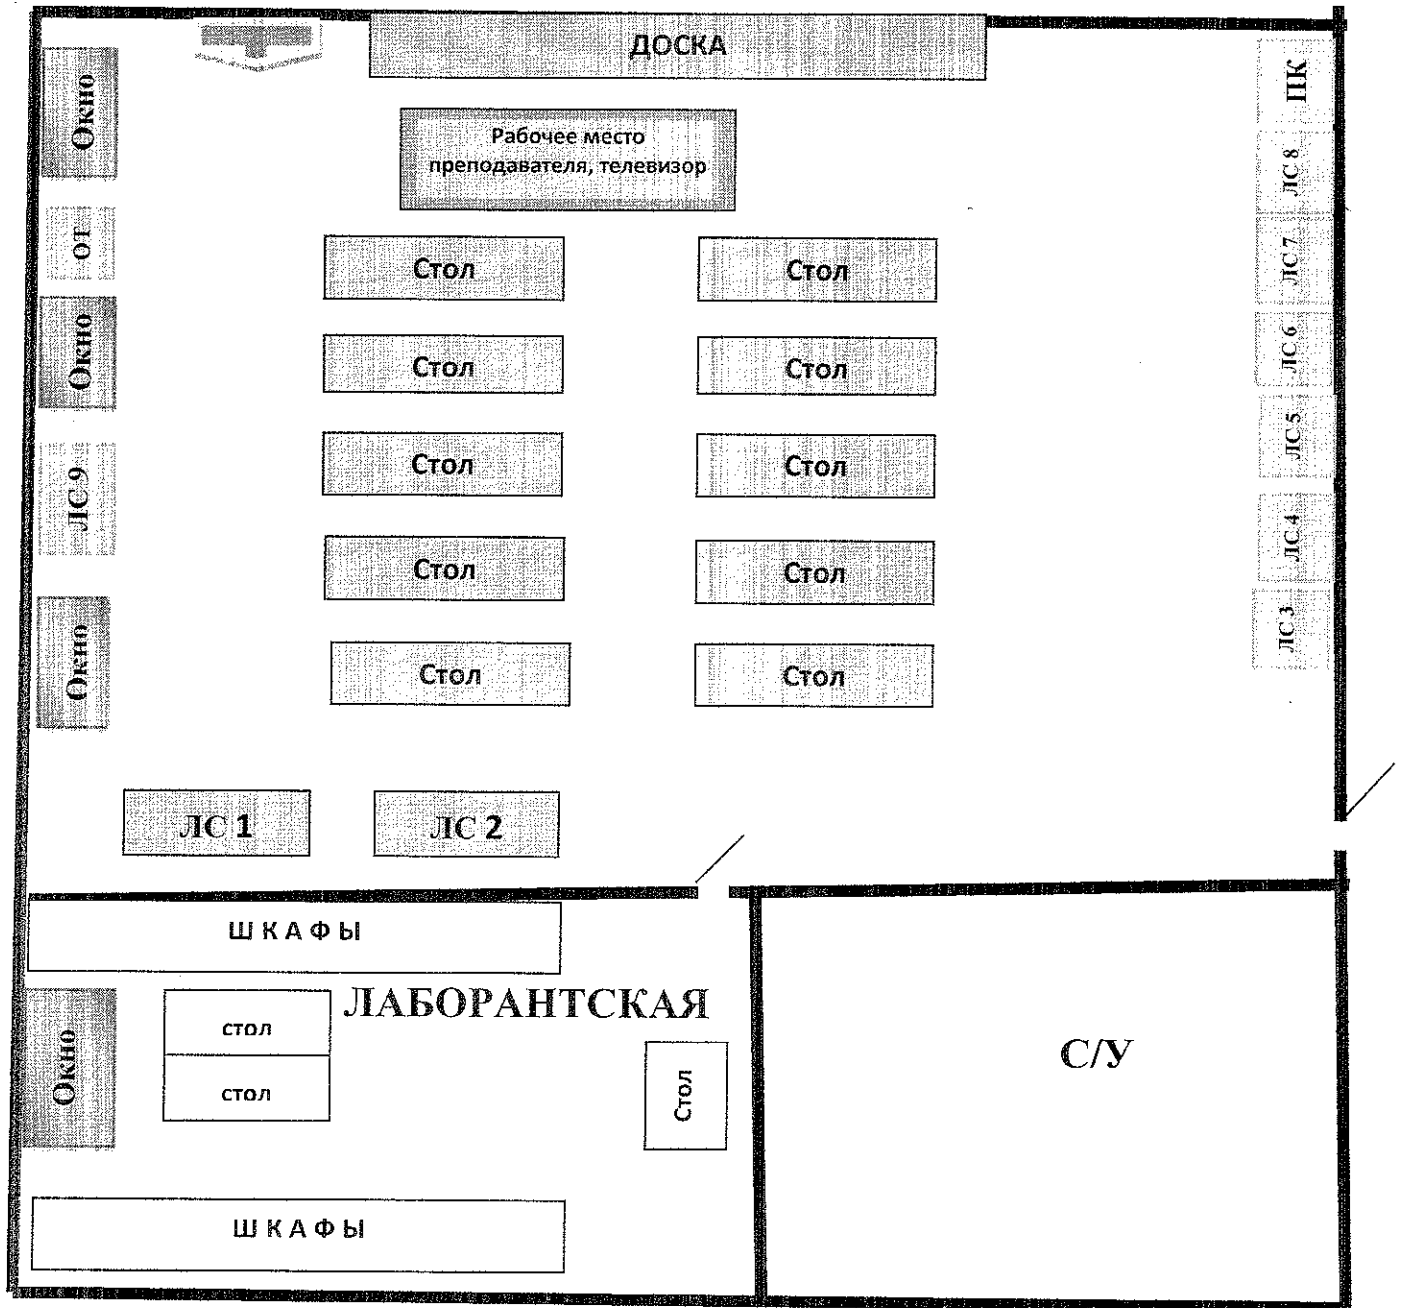 ДОСКА
Окно
ПК
Рабочее место
преподавателя, телевизор
ЛС 8
ОТ
Стол
Стол
ЛС 7
Окно
Стол
Стол
ЛС 6
ЛС 9
Стол
Стол
ЛС 5
Стол
Стол
ЛС 4
Окно
Стол
Стол
ЛС 3
ЛС 1
ЛС 2
Ш К А Ф Ы
ЛАБОРАНТСКАЯ
Окно
стол
стол
Стол
С/У
Ш К А Ф Ы